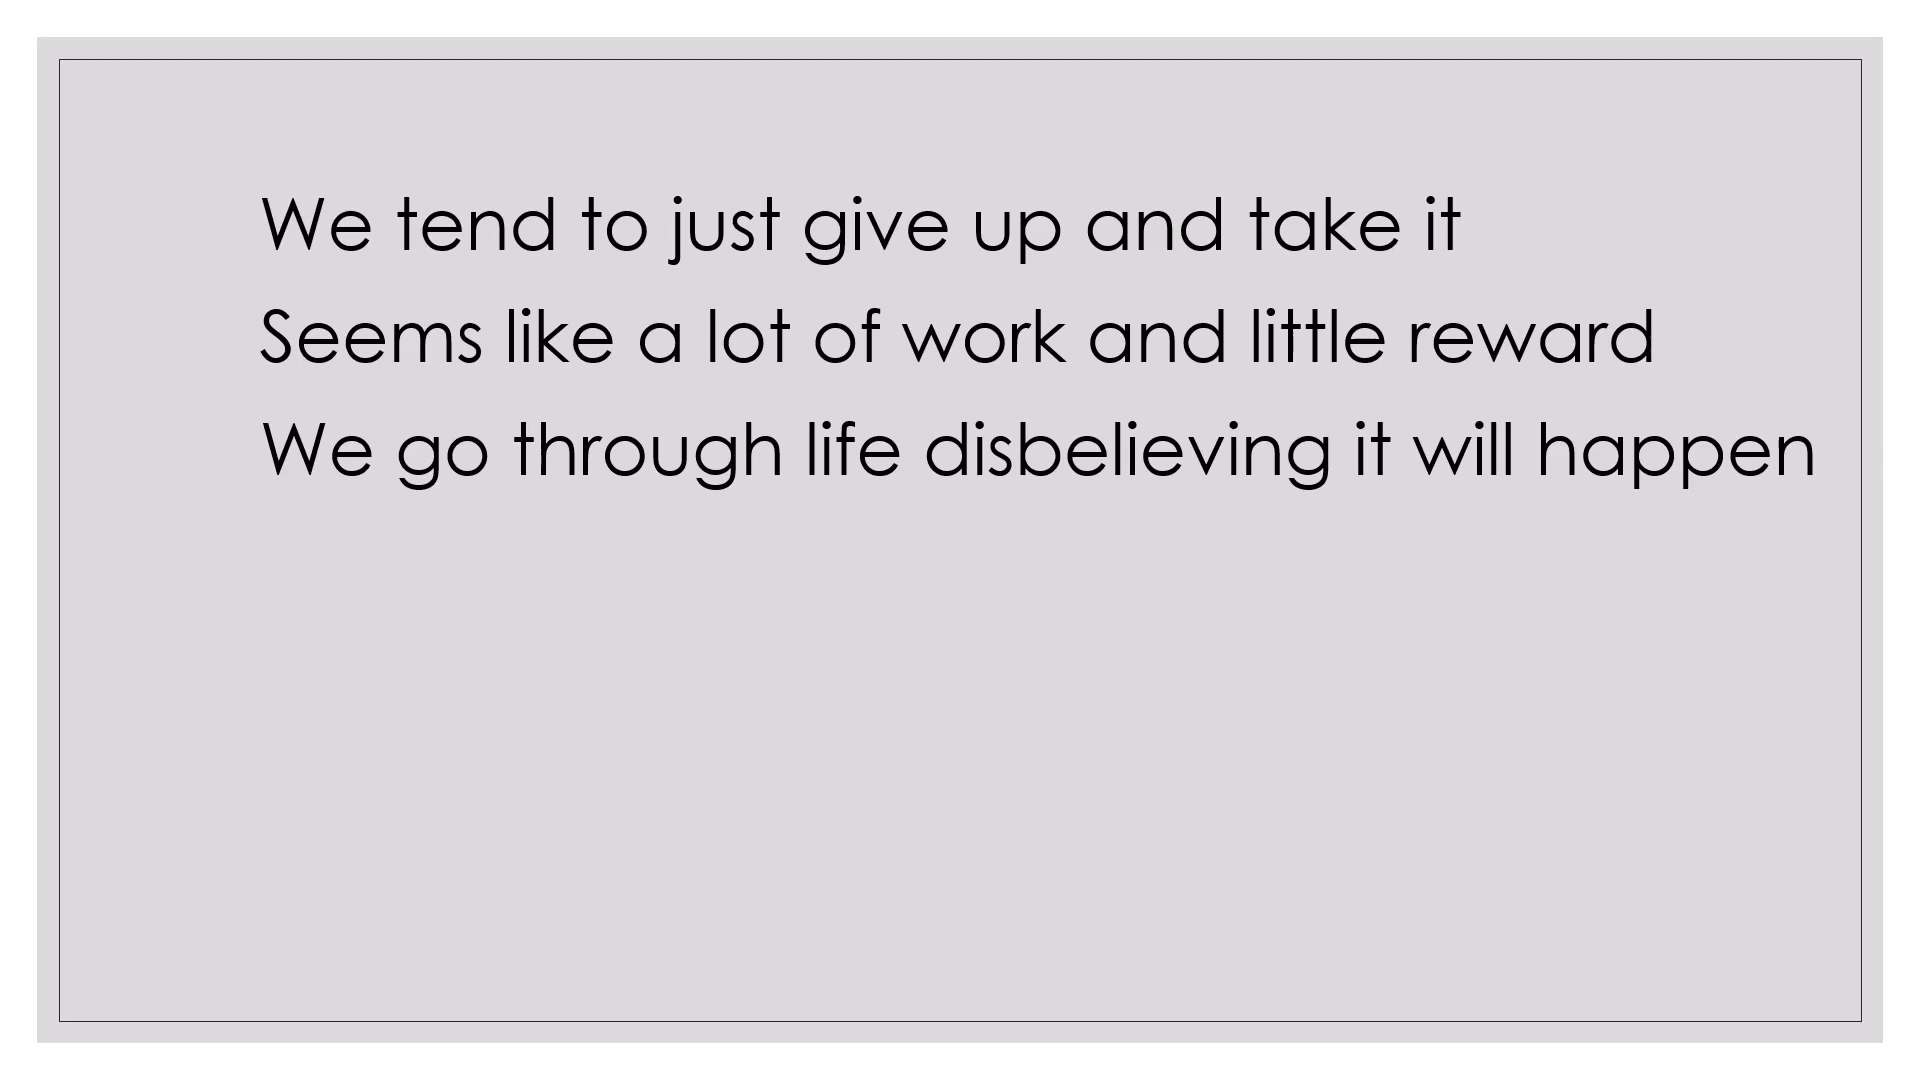 We tend to just give up and take it
Seems like a lot of work and little reward
We go through life disbelieving it will happen